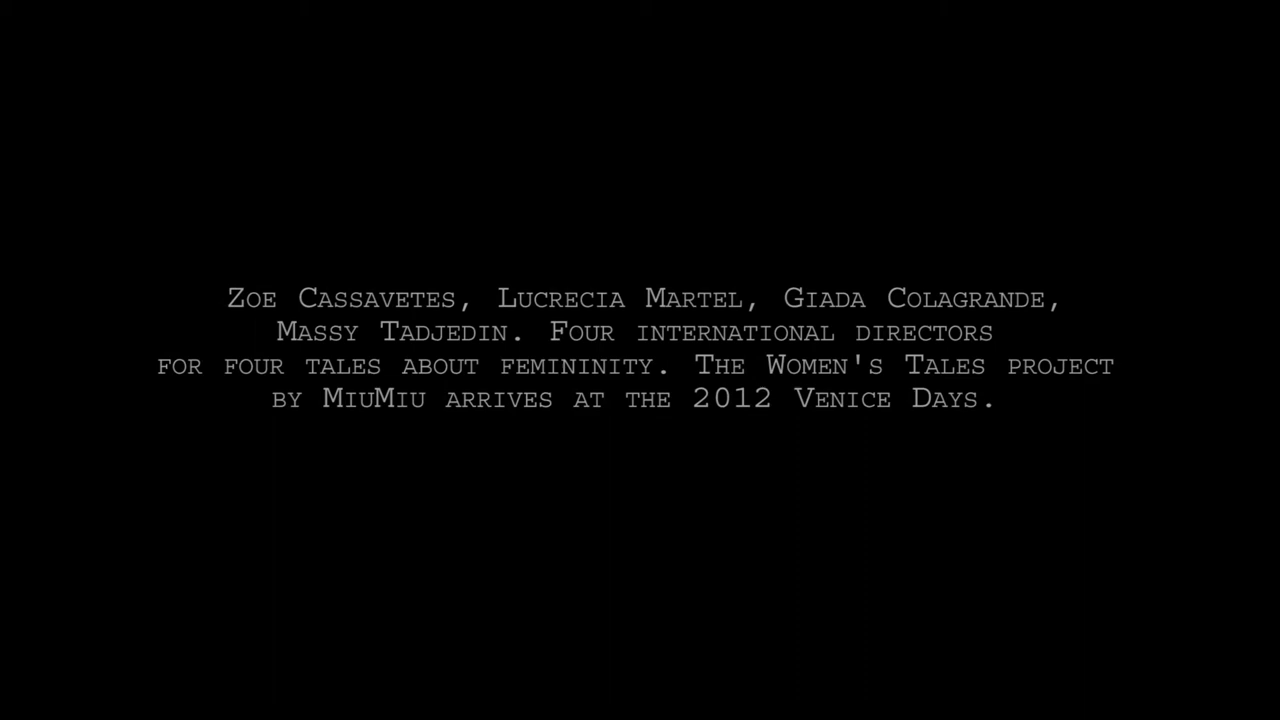 Zoe Cassavetes, Lucrecia Martel, Giada Colagrande,
Massy Tadjedin. Four international directors
for four tales about femininity. The Women's Tales project
by MiuMiu arrives at the 2012 Venice Days.